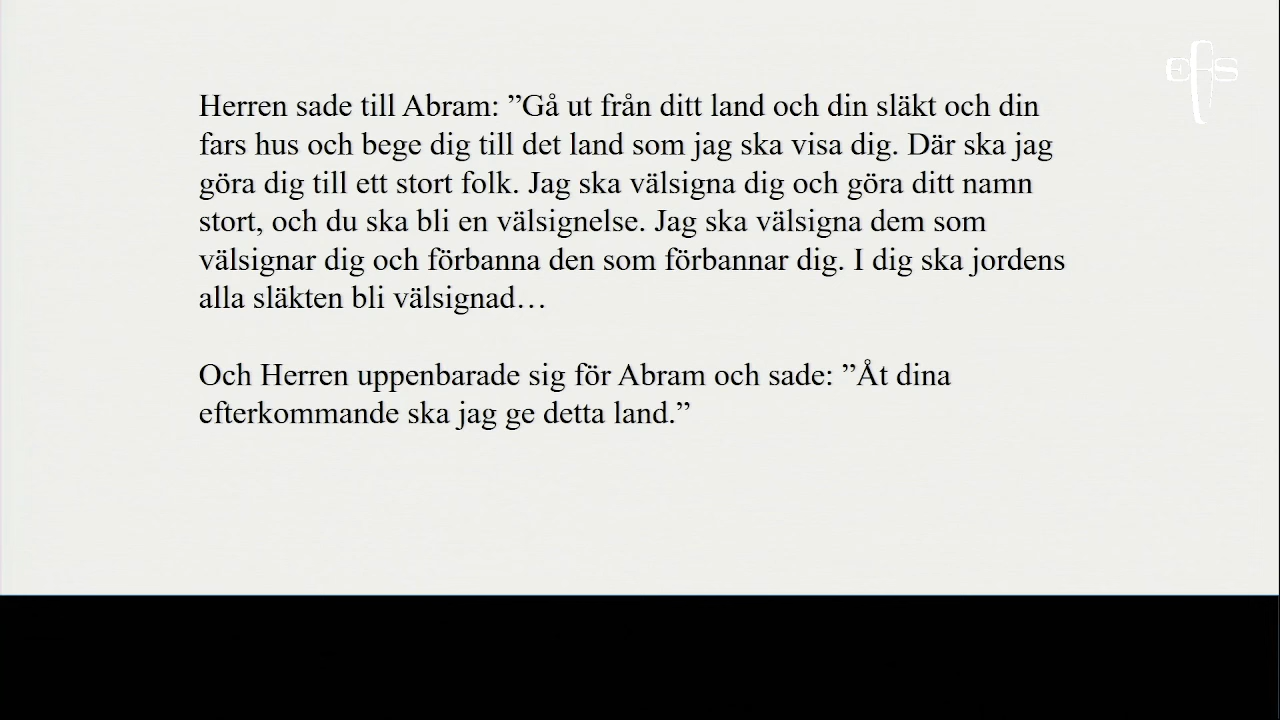 EFS
Herren sade till Abram: ”Gå ut från ditt land och din släkt och din
fars hus och bege dig till det land som jag ska visa dig. Där ska jag
göra dig till ett stort folk. Jag ska välsigna dig och göra ditt namn
stort, och du ska bli en välsignelse. Jag ska välsigna dem som
välsignar dig och förbanna den som förbannar dig. I dig ska jordens
alla släkten bli välsignad…
Och Herren uppenbarade sig för Abram och sade: ”Åt dina
efterkommande ska jag ge detta land.”